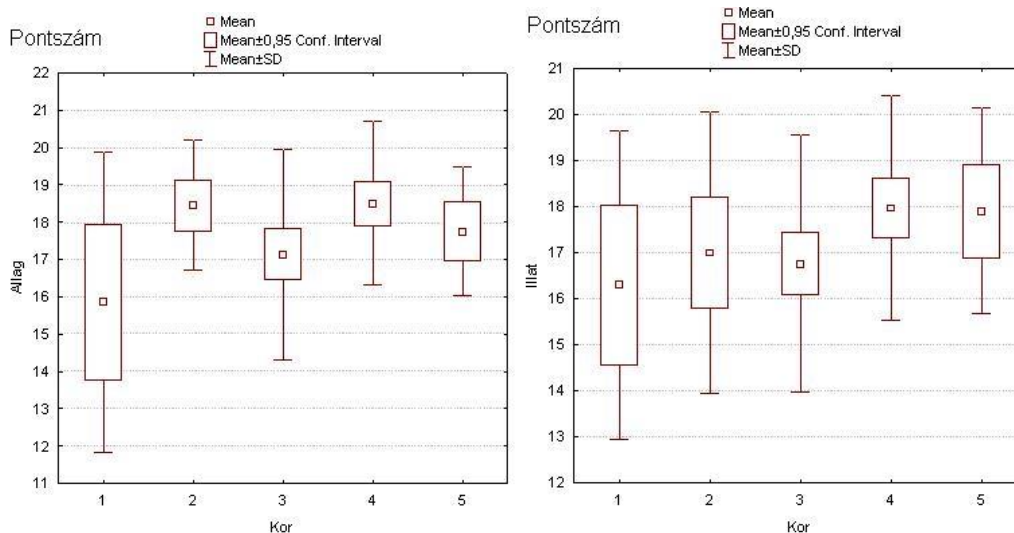 Pontszám
Mean
Mean±0,95 Conf. Interval
Mean±SD
22
21
20
19
18
17
16
15
14
13
12
11
Allag
1 2 3 4 5
Kor
Pontszám
Mean
Mean±0,95 Conf. Interval
Mean±SD
21
20
19
18
17
16
15
14
13
12
Illat
1 2 3 4 5
Kor